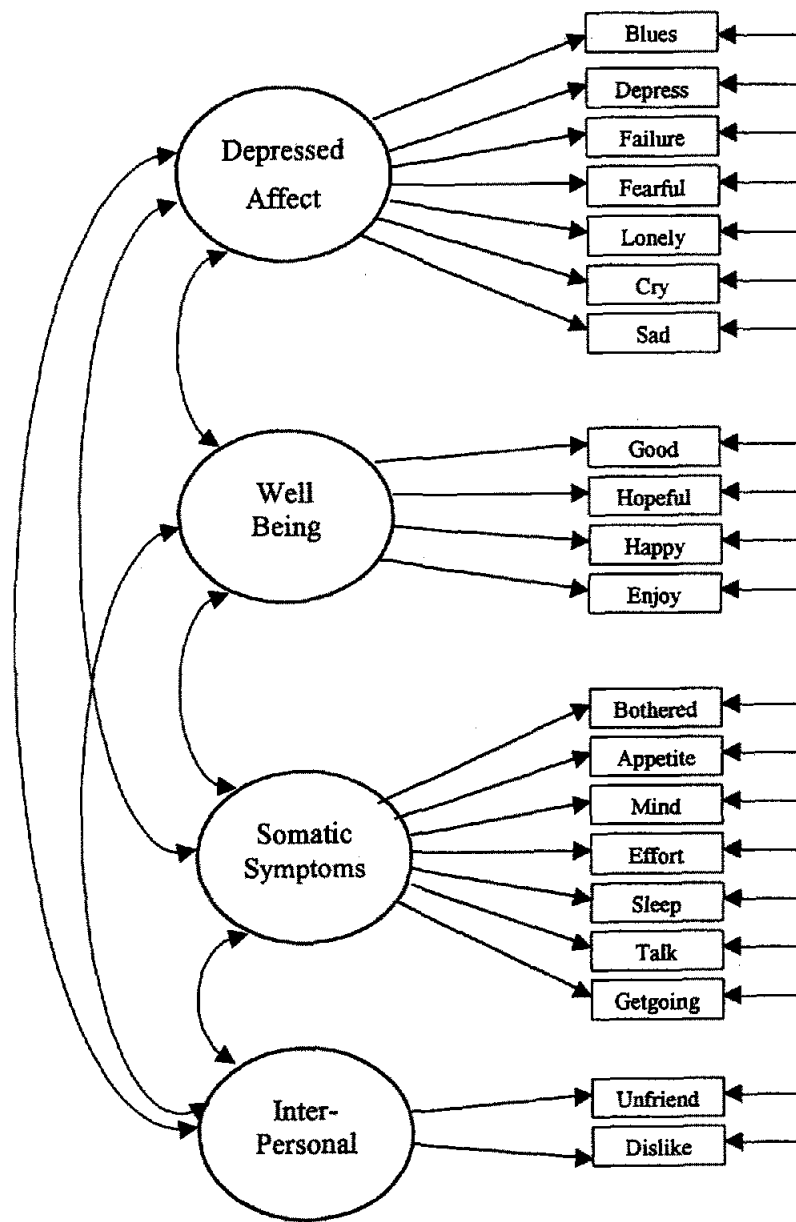 Blues
Depress
Failure
Fearful
Lonely
Cry
Sad
Depressed
Affect
Good
Hopeful
Happy
Enjoy
Well
Being
Bothered
Appetite
Mind
Effort
Sleep
Talk
Getgoing
Somatic
Symptoms
Unfriend
Dislike
Inter-
Personal